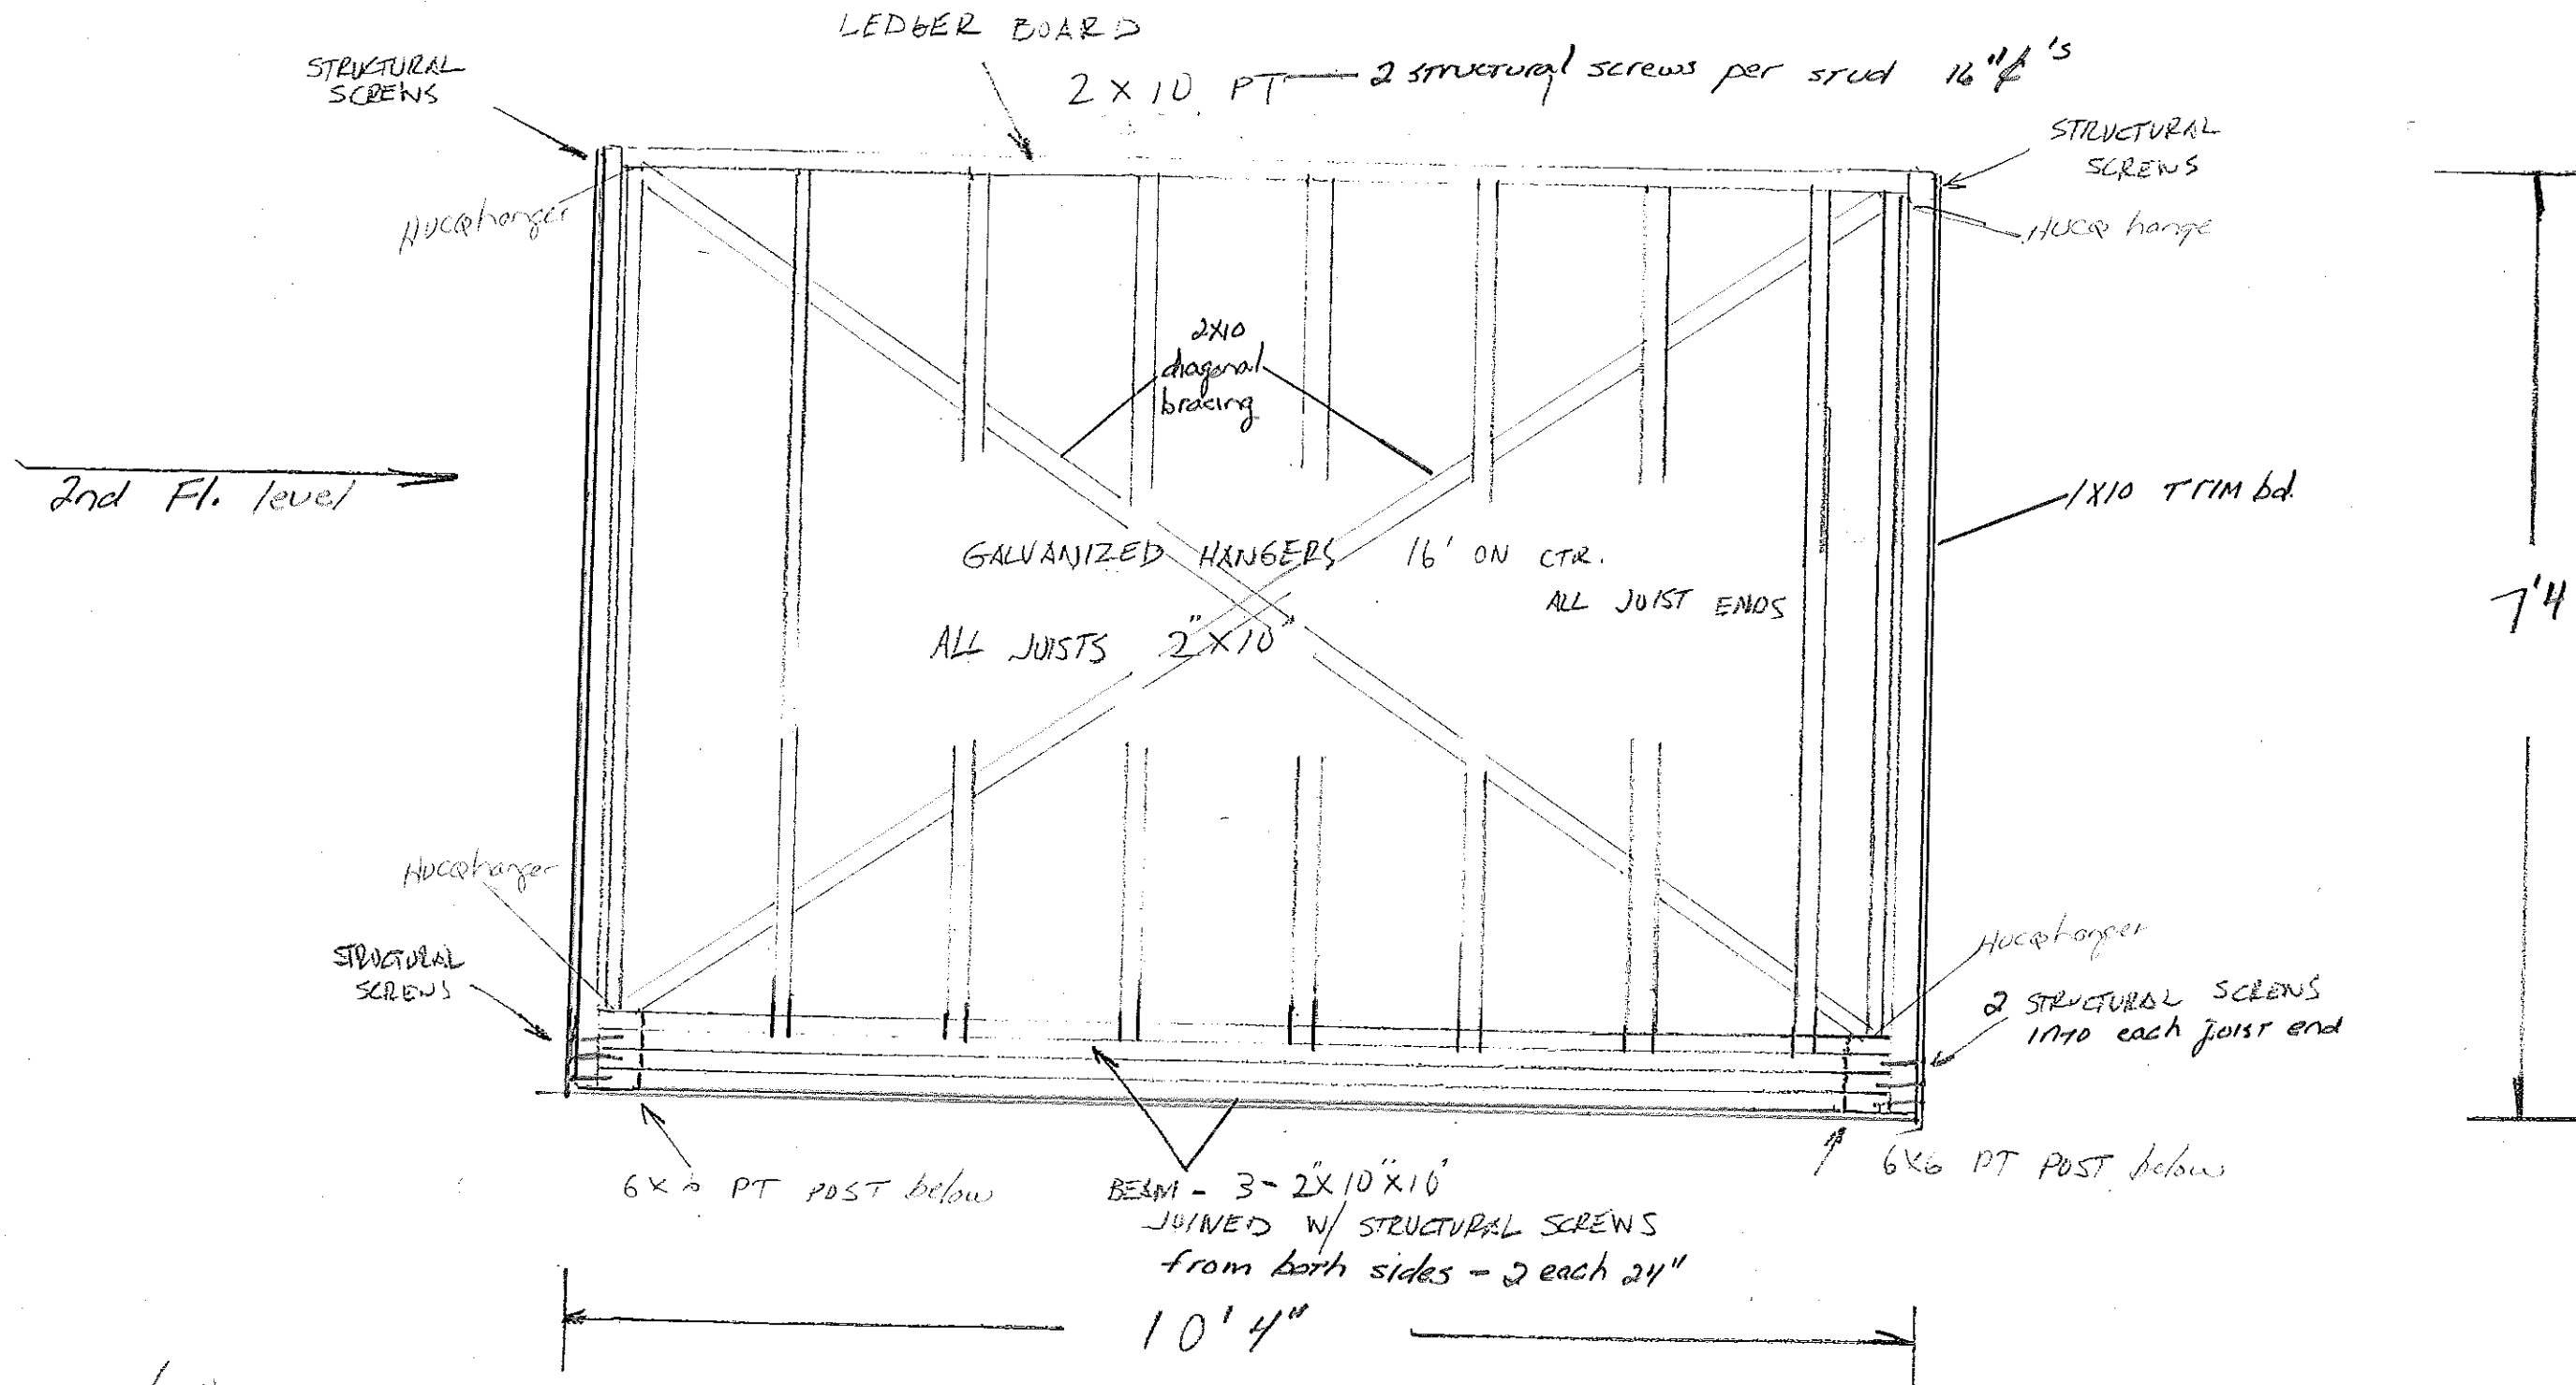 LEDGER BOARD
2 X 10 PT — 2 structural screws per stud 16"℄'s
STRUCTURAL
SCREWS
STRUCTURAL
SCREWS
HUCQ hanger
HUCQ hange
2X10
diagonal
bracing
2nd Fl. level
1X10 TRIM bd.
GALVANIZED HANGERS 16' ON CTR.
ALL JOIST ENDS
7'4
ALL JOISTS 2"X10"
HUCQ hanger
STRUCTURAL
SCREWS
HUCQ hanger
2 STRUCTURAL SCREWS
INTO each joist end
6X6 PT POST below
6X6 PT POST below
BEAM - 3 - 2"X10"X10'
JOINED W/ STRUCTURAL SCREWS
from both sides - 2 each 24"
10'4"